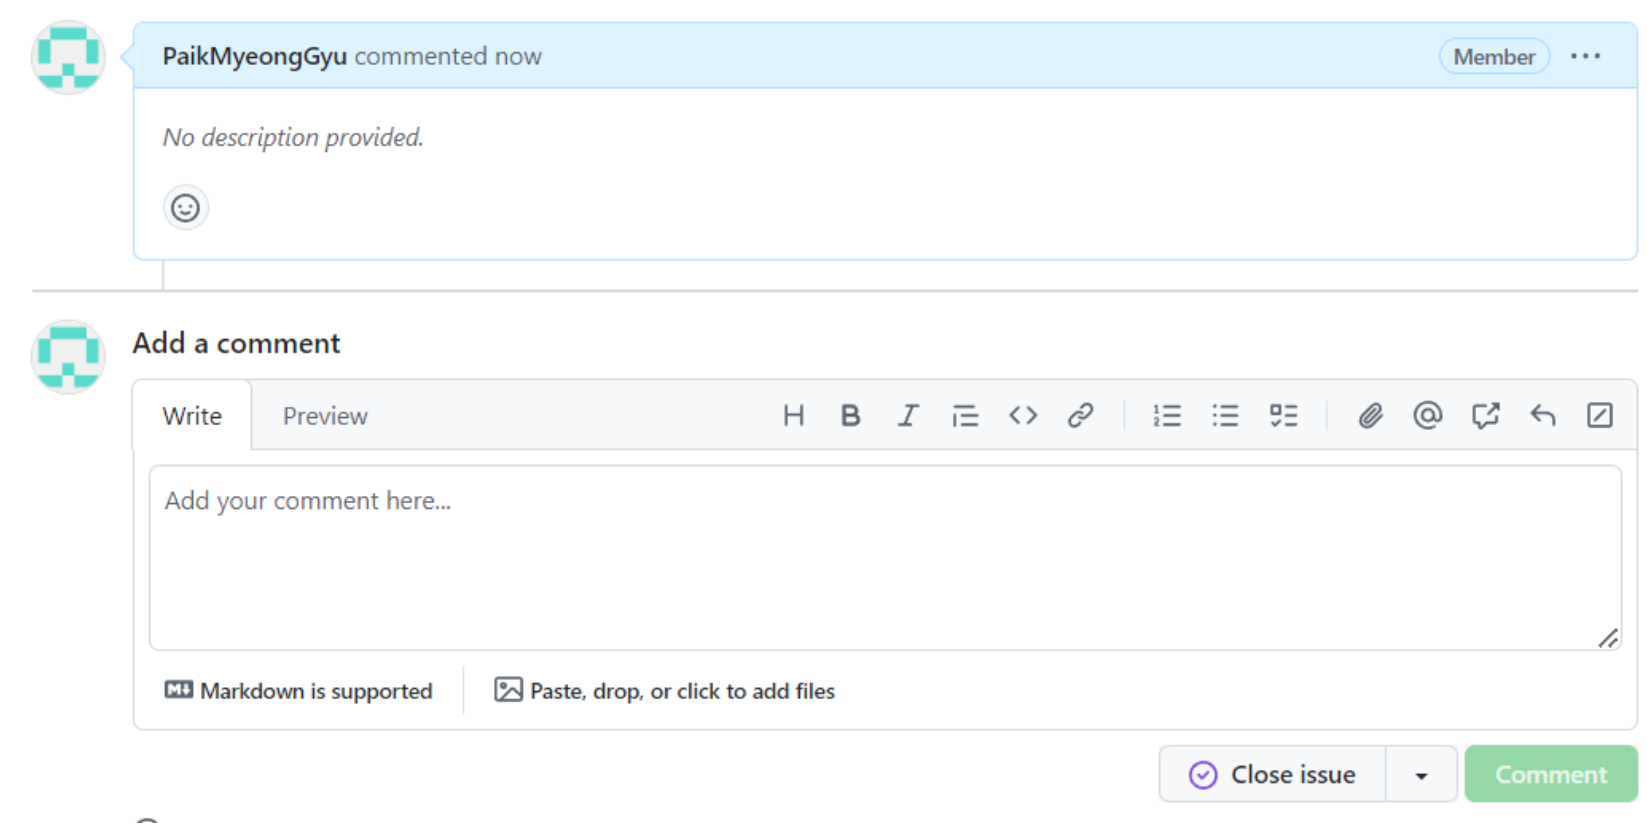 PaikMyeongGyu commented now
Member
No description provided.
Add a comment
Write Preview
Add your comment here...
Markdown is supported
Paste, drop, or click to add files
Close issue
Comment